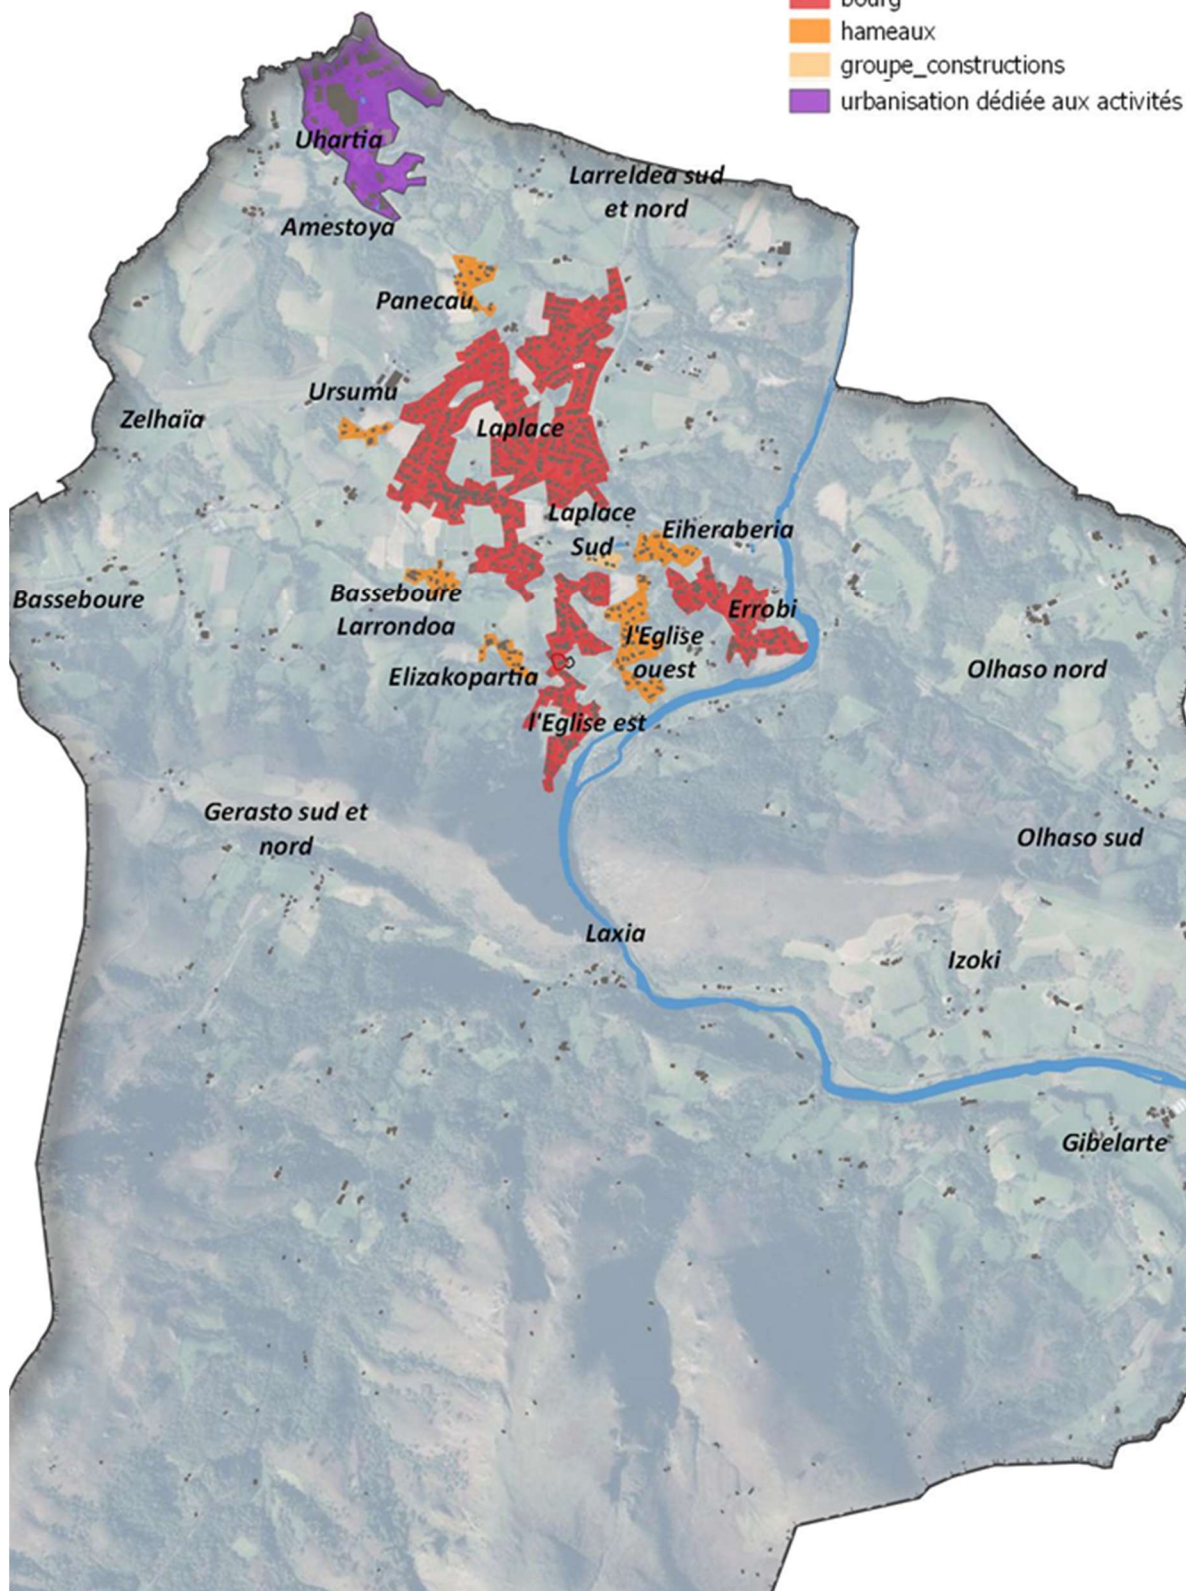 bourg
hameaux
groupe_constructions
urbanisation dédiée aux activités
Uhartia
Larreldea sud
et nord
Amestoya
Panecau
Ursumu
Zelhaïa
Laplace
Laplace
Sud
Eiheraberia
Basseboure
Basseboure
Larrondoa
Errobi
l'Eglise
ouest
Elizakopartia
Olhaso nord
l'Eglise est
Gerasto sud et
nord
Olhaso sud
Laxia
Izoki
Gibelarte